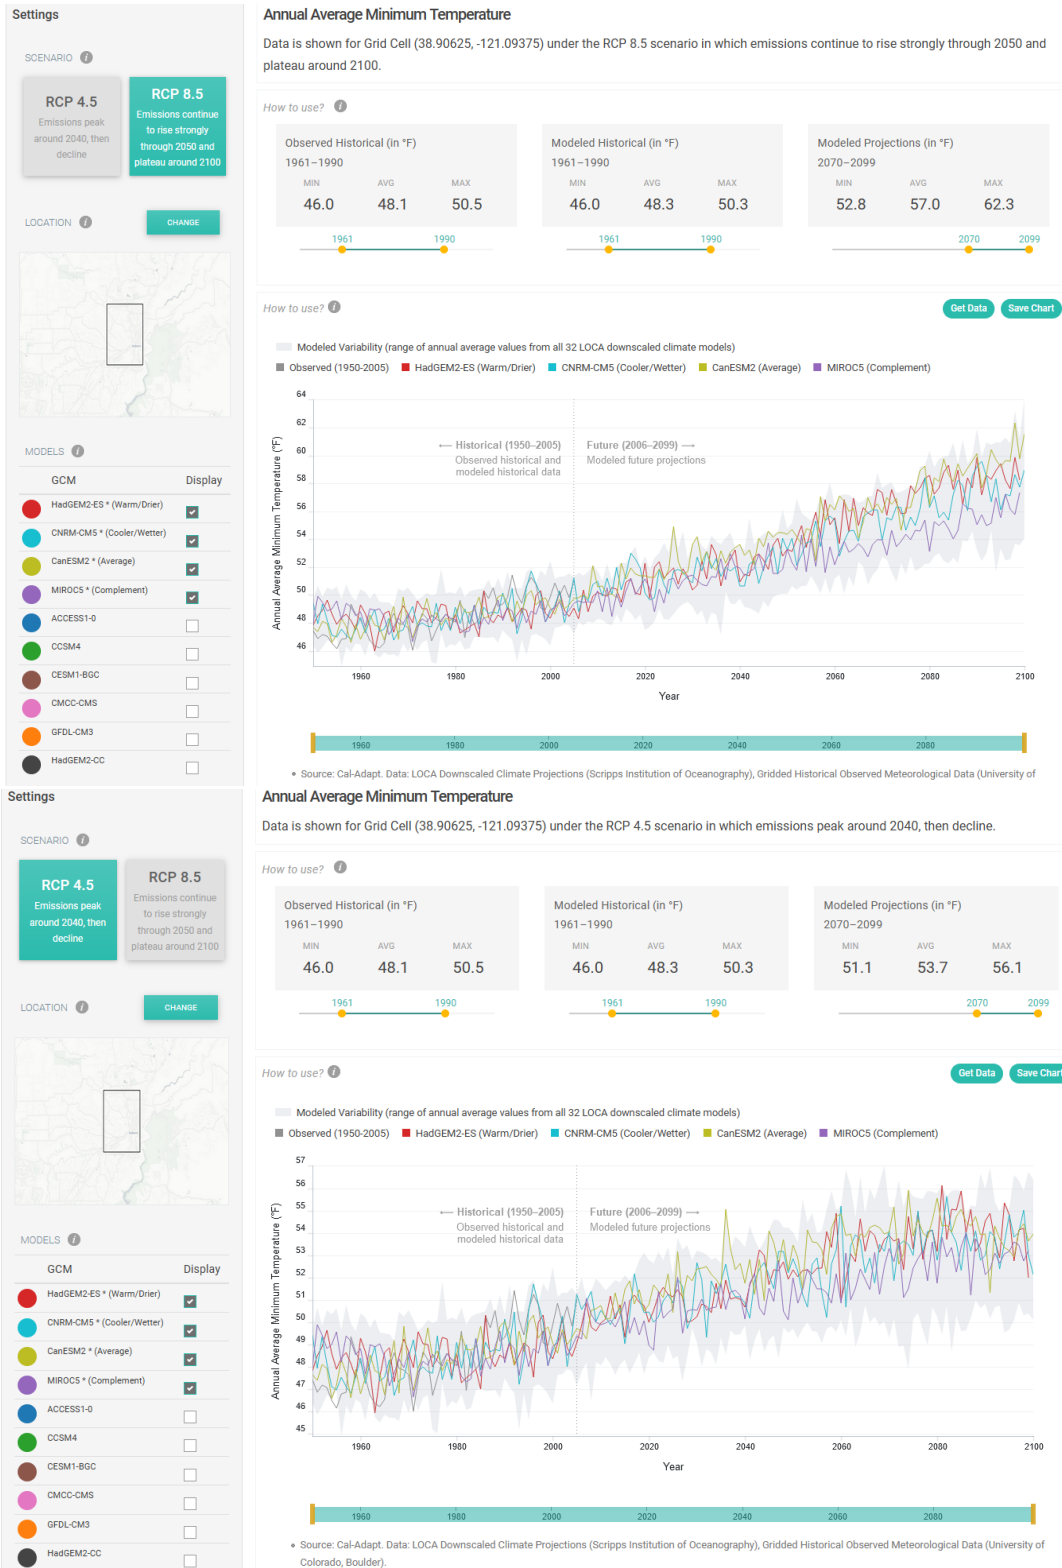 Settings
SCENARIO i
RCP 4.5
Emissions peak
around 2040, then
decline
RCP 8.5
Emissions continue
to rise strongly
through 2050 and
plateau around 2100
LOCATION i
CHANGE
MODELS i
GCM Display
HadGEM2-ES * (Warm/Drier)
CNRM-CM5 * (Cooler/Wetter)
CanESM2 * (Average)
MIROC5 * (Complement)
ACCESS1-0
CCSM4
CESM1-BGC
CMCC-CMS
GFDL-CM3
HadGEM2-CC
Annual Average Minimum Temperature
Data is shown for Grid Cell (38.90625, -121.09375) under the RCP 8.5 scenario in which emissions continue to rise strongly through 2050 and
plateau around 2100.
How to use? i
Observed Historical (in °F)
1961–1990
MIN AVG MAX
46.0 48.1 50.5
1961 1990
Modeled Historical (in °F)
1961–1990
MIN AVG MAX
46.0 48.3 50.3
1961 1990
Modeled Projections (in °F)
2070–2099
MIN AVG MAX
52.8 57.0 62.3
2070 2099
How to use? i
Get Data Save Chart
Modeled Variability (range of annual average values from all 32 LOCA downscaled climate models)
Observed (1950-2005) HadGEM2-ES (Warm/Drier) CNRM-CM5 (Cooler/Wetter) CanESM2 (Average) MIROC5 (Complement)
Annual Average Minimum Temperature (°F)
64
62
60
58
56
54
52
50
48
46
← Historical (1950–2005)
Observed historical and
modeled historical data
Future (2006–2099) →
Modeled future projections
1960 1980 2000 2020 2040 2060 2080 2100
Year
1960 1980 2000 2020 2040 2060 2080
Source: Cal-Adapt. Data: LOCA Downscaled Climate Projections (Scripps Institution of Oceanography), Gridded Historical Observed Meteorological Data (University of
Settings
SCENARIO i
RCP 4.5
Emissions peak
around 2040, then
decline
RCP 8.5
Emissions continue
to rise strongly
through 2050 and
plateau around 2100
LOCATION i
CHANGE
MODELS i
GCM Display
HadGEM2-ES * (Warm/Drier)
CNRM-CM5 * (Cooler/Wetter)
CanESM2 * (Average)
MIROC5 * (Complement)
ACCESS1-0
CCSM4
CESM1-BGC
CMCC-CMS
GFDL-CM3
HadGEM2-CC
Annual Average Minimum Temperature
Data is shown for Grid Cell (38.90625, -121.09375) under the RCP 4.5 scenario in which emissions peak around 2040, then decline.
How to use? i
Observed Historical (in °F)
1961–1990
MIN AVG MAX
46.0 48.1 50.5
1961 1990
Modeled Historical (in °F)
1961–1990
MIN AVG MAX
46.0 48.3 50.3
1961 1990
Modeled Projections (in °F)
2070–2099
MIN AVG MAX
51.1 53.7 56.1
2070 2099
How to use? i
Get Data Save Chart
Modeled Variability (range of annual average values from all 32 LOCA downscaled climate models)
Observed (1950-2005) HadGEM2-ES (Warm/Drier) CNRM-CM5 (Cooler/Wetter) CanESM2 (Average) MIROC5 (Complement)
Annual Average Minimum Temperature (°F)
57
56
55
54
53
52
51
50
49
48
47
46
45
← Historical (1950–2005)
Observed historical and
modeled historical data
Future (2006–2099) →
Modeled future projections
1960 1980 2000 2020 2040 2060 2080 2100
Year
1960 1980 2000 2020 2040 2060 2080
Source: Cal-Adapt. Data: LOCA Downscaled Climate Projections (Scripps Institution of Oceanography), Gridded Historical Observed Meteorological Data (University of
Colorado, Boulder).